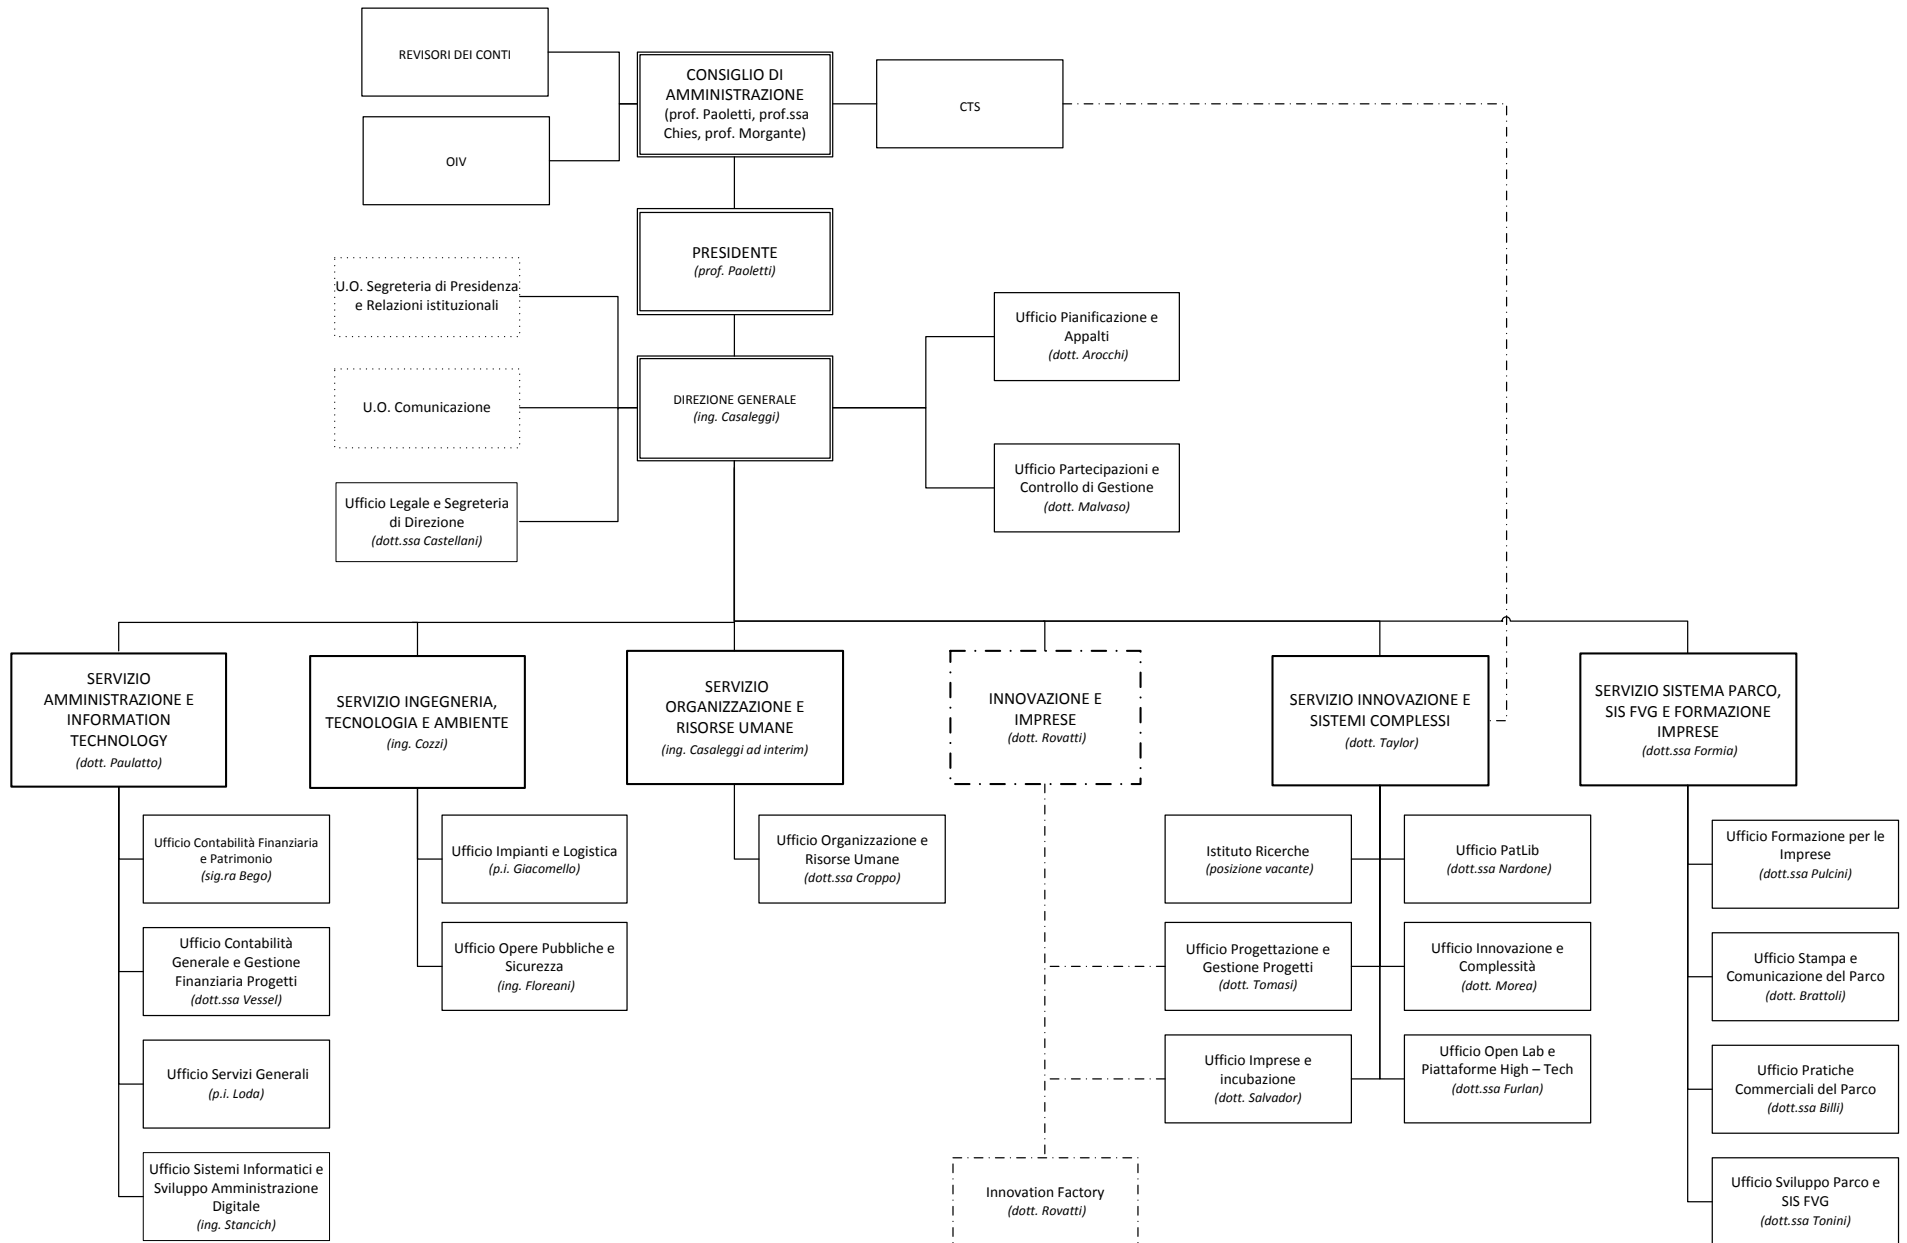 REVISORI DEI CONTI
OIV
CONSIGLIO DI
AMMINISTRAZIONE
(prof. Paoletti, prof.ssa
Chies, prof. Morgante)
CTS
PRESIDENTE
(prof. Paoletti)
U.O. Segreteria di Presidenza
e Relazioni istituzionali
U.O. Comunicazione
Ufficio Legale e Segreteria
di Direzione
(dott.ssa Castellani)
DIREZIONE GENERALE
(ing. Casaleggi)
Ufficio Pianificazione e
Appalti
(dott. Arocchi)
Ufficio Partecipazioni e
Controllo di Gestione
(dott. Malvaso)
SERVIZIO
AMMINISTRAZIONE E
INFORMATION
TECHNOLOGY
(dott. Paulatto)
SERVIZIO INGEGNERIA,
TECNOLOGIA E AMBIENTE
(ing. Cozzi)
SERVIZIO
ORGANIZZAZIONE E
RISORSE UMANE
(ing. Casaleggi ad interim)
INNOVAZIONE E
IMPRESE
(dott. Rovatti)
SERVIZIO INNOVAZIONE E
SISTEMI COMPLESSI
(dott. Taylor)
SERVIZIO SISTEMA PARCO,
SIS FVG E FORMAZIONE
IMPRESE
(dott.ssa Formia)
Ufficio Contabilità Finanziaria
e Patrimonio
(sig.ra Bego)
Ufficio Contabilità
Generale e Gestione
Finanziaria Progetti
(dott.ssa Vessel)
Ufficio Servizi Generali
(p.i. Loda)
Ufficio Sistemi Informatici e
Sviluppo Amministrazione
Digitale
(ing. Stancich)
Ufficio Impianti e Logistica
(p.i. Giacomello)
Ufficio Opere Pubbliche e
Sicurezza
(ing. Floreani)
Ufficio Organizzazione e
Risorse Umane
(dott.ssa Croppo)
Innovation Factory
(dott. Rovatti)
Istituto Ricerche
(posizione vacante)
Ufficio PatLib
(dott.ssa Nardone)
Ufficio Progettazione e
Gestione Progetti
(dott. Tomasi)
Ufficio Innovazione e
Complessità
(dott. Morea)
Ufficio Imprese e
incubazione
(dott. Salvador)
Ufficio Open Lab e
Piattaforme High – Tech
(dott.ssa Furlan)
Ufficio Formazione per le
Imprese
(dott.ssa Pulcini)
Ufficio Stampa e
Comunicazione del Parco
(dott. Brattoli)
Ufficio Pratiche
Commerciali del Parco
(dott.ssa Billi)
Ufficio Sviluppo Parco e
SIS FVG
(dott.ssa Tonini)